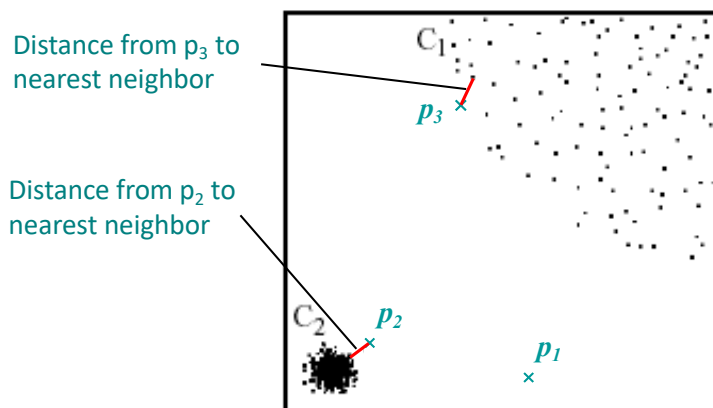 Distance from p3 to
nearest neighbor
C1
p3
Distance from p2 to
nearest neighbor
C2
p2
p1